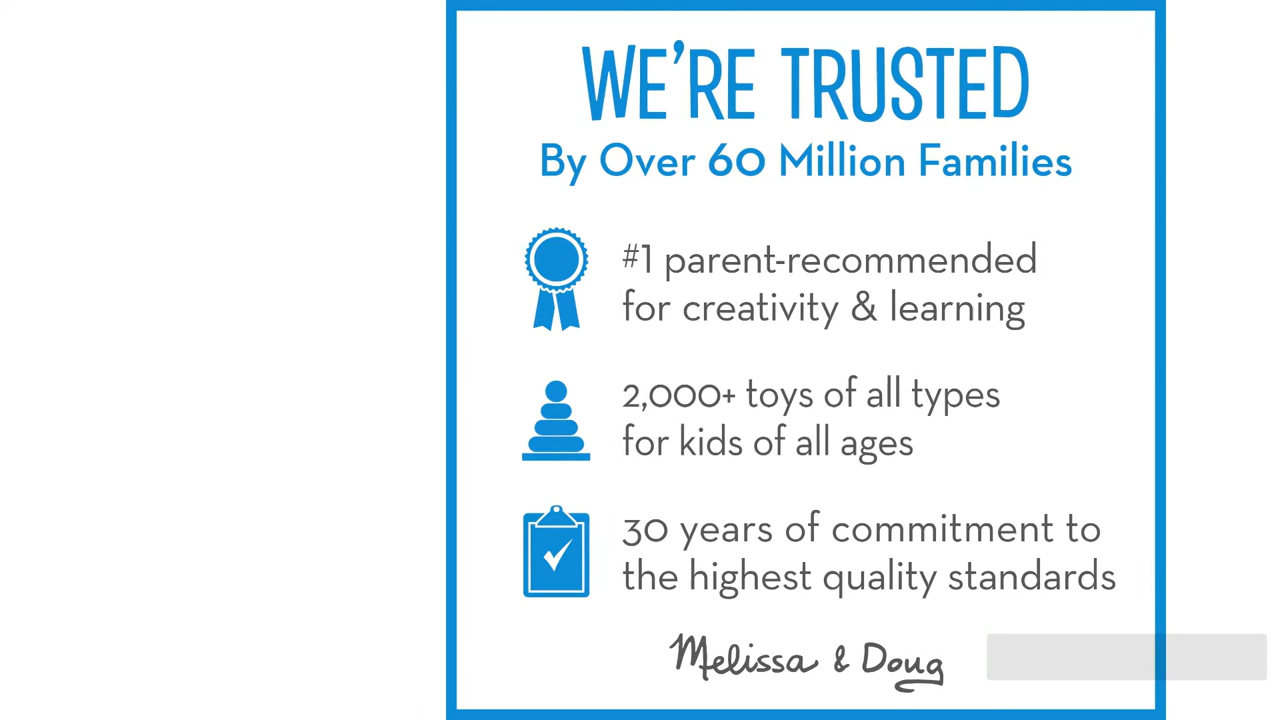 WE'RE TRUSTED
By Over 60 Million Families
#1 parent-recommended
for creativity & learning
2,000+ toys of all types
for kids of all ages
30 years of commitment to
the highest quality standards
Melissa & Doug